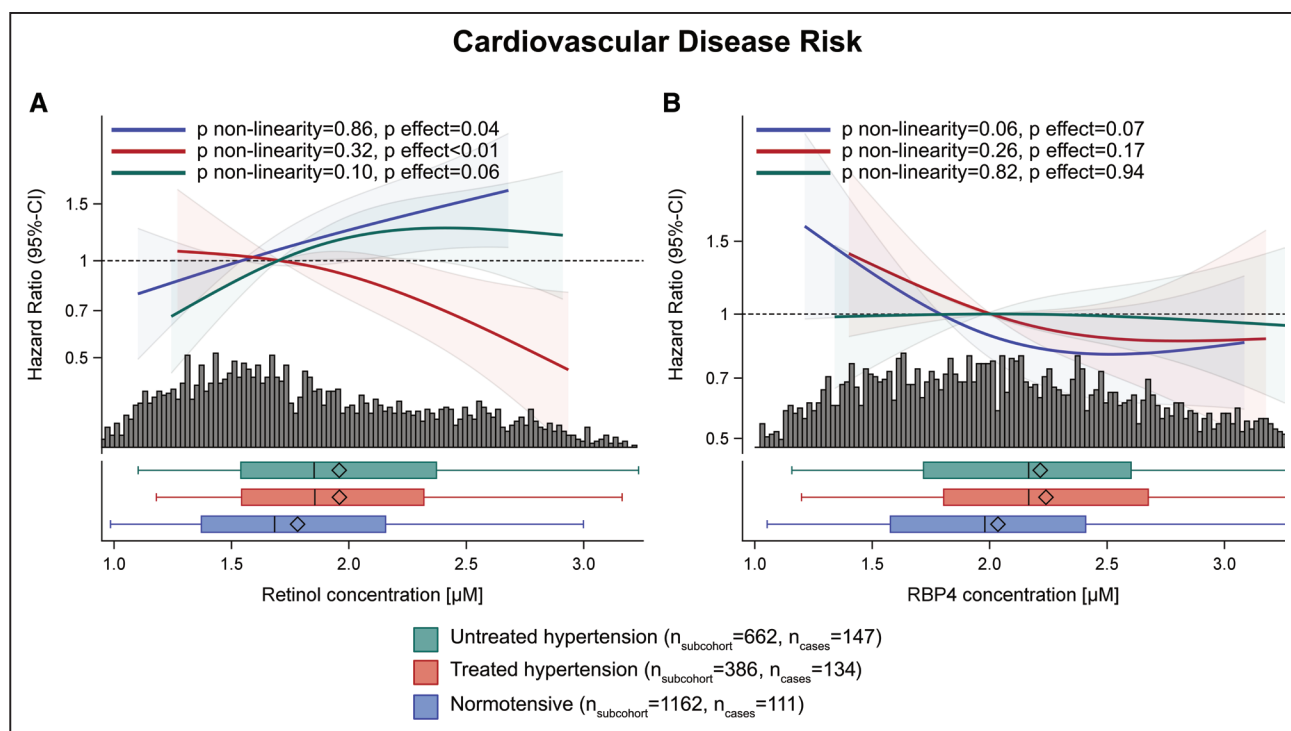 Cardiovascular Disease Risk
A
p non-linearity=0.86, p effect=0.04
p non-linearity=0.32, p effect<0.01
p non-linearity=0.10, p effect=0.06
Hazard Ratio (95%-CI)
1.5
1
0.7
0.5
1.0 1.5 2.0 2.5 3.0
Retinol concentration [µM]
B
p non-linearity=0.06, p effect=0.07
p non-linearity=0.26, p effect=0.17
p non-linearity=0.82, p effect=0.94
Hazard Ratio (95%-CI)
1.5
1
0.7
0.5
1.0 1.5 2.0 2.5 3.0
RBP4 concentration [µM]
Untreated hypertension (nsubcohort=662, ncases=147)
Treated hypertension (nsubcohort=386, ncases=134)
Normotensive (nsubcohort=1162, ncases=111)